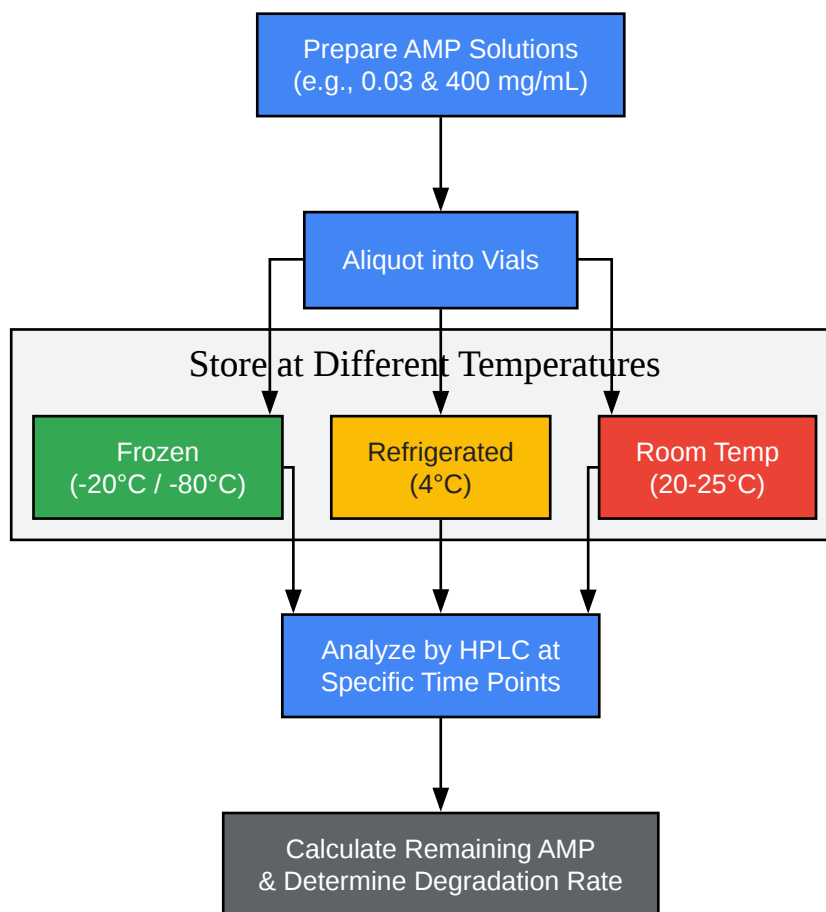 Prepare AMP Solutions
(e.g., 0.03 & 400 mg/mL)
Aliquot into Vials
Store at Different Temperatures
Frozen
(-20°C / -80°C)
Refrigerated
(4°C)
Room Temp
(20-25°C)
Analyze by HPLC at
Specific Time Points
Calculate Remaining AMP
& Determine Degradation Rate